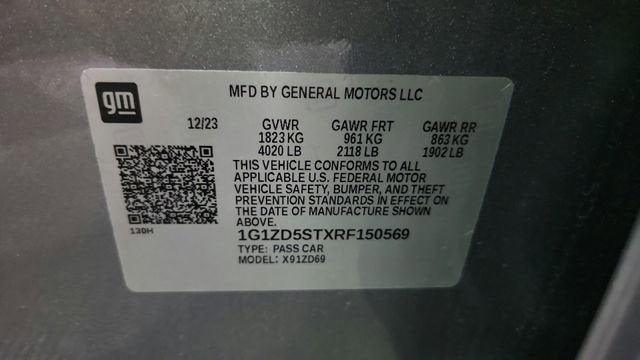 gm
MFD BY GENERAL MOTORS LLC
12/23 GVWR GAWR FRT GAWR RR
1823 KG 961 KG 863 KG
4020 LB 2118 LB 1902 LB
THIS VEHICLE CONFORMS TO ALL
APPLICABLE U.S. FEDERAL MOTOR
VEHICLE SAFETY, BUMPER, AND THEFT
PREVENTION STANDARDS IN EFFECT ON
THE DATE OF MANUFACTURE SHOWN
ABOVE.
130H
1G1ZD5STXRF150569
TYPE: PASS CAR
MODEL: X91ZD69